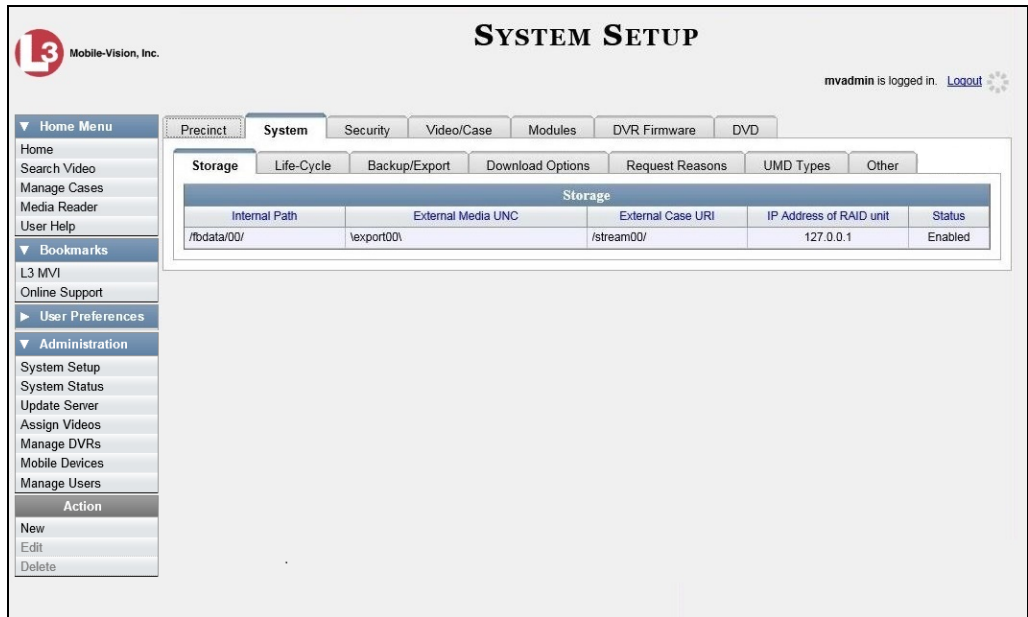 L3 Mobile-Vision, Inc.
SYSTEM SETUP
mvadmin is logged in. Logout
▼ Home Menu
Home
Search Video
Manage Cases
Media Reader
User Help
▼ Bookmarks
L3 MVI
Online Support
► User Preferences
▼ Administration
System Setup
System Status
Update Server
Assign Videos
Manage DVRs
Mobile Devices
Manage Users
Action
New
Edit
Delete
Precinct System Security Video/Case Modules DVR Firmware DVD
Storage Life-Cycle Backup/Export Download Options Request Reasons UMD Types Other
Storage
Internal Path External Media UNC External Case URI IP Address of RAID unit Status
/fbdata/00/ \export00\ /stream00/ 127.0.0.1 Enabled